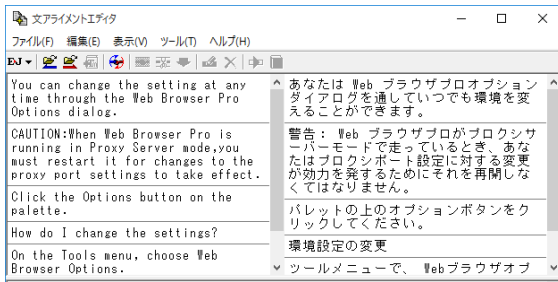 文アライメントエディタ
ファイル(F) 編集(E) 表示(V) ツール(T) ヘルプ(H)
EJ
You can change the setting at any
time through the Web Browser Pro
Options dialog.
あなたは Web ブラウザプロオプション
ダイアログを通していつでも環境を変
えることができます。
CAUTION:When Web Browser Pro is
running in Proxy Server mode,you
must restart it for changes to the
proxy port settings to take effect.
警告: Web ブラウザプロがプロクシサ
ーバーモードで走っているとき、あな
たはプロクシポート設定に対する変更
が効力を発するためにそれを再開しな
くてはなりません。
Click the Options button on the
palette.
パレットの上のオプションボタンをク
リックしてください。
How do I change the settings?
環境設定の変更
On the Tools menu, choose Web
Browser Options.
ツールメニューで、 Webブラウザオプ